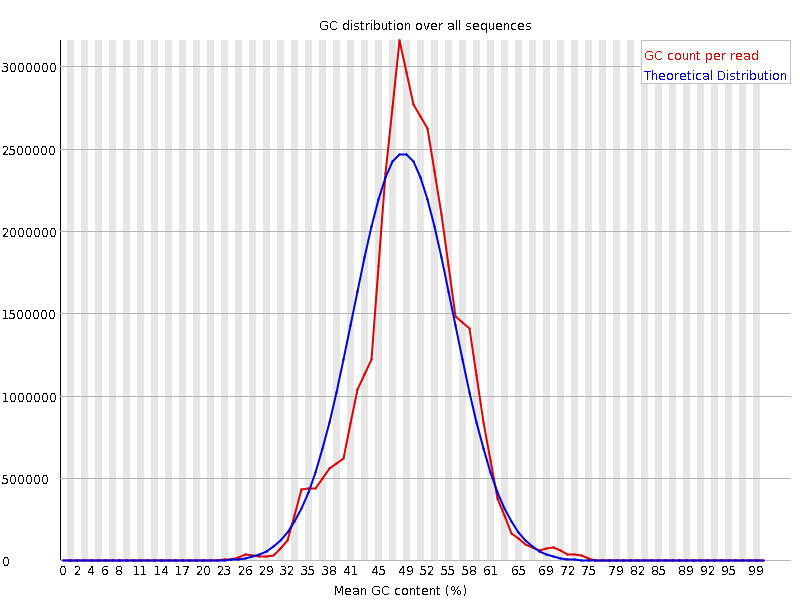 GC distribution over all sequences
GC count per read
Theoretical Distribution
3000000
2500000
2000000
1500000
1000000
500000
0
0 2 4 6 8 11 14 17 20 23 26 29 32 35 38 41 45 49 52 55 58 61 65 69 72 75 79 82 85 89 92 95 99
Mean GC content (%)